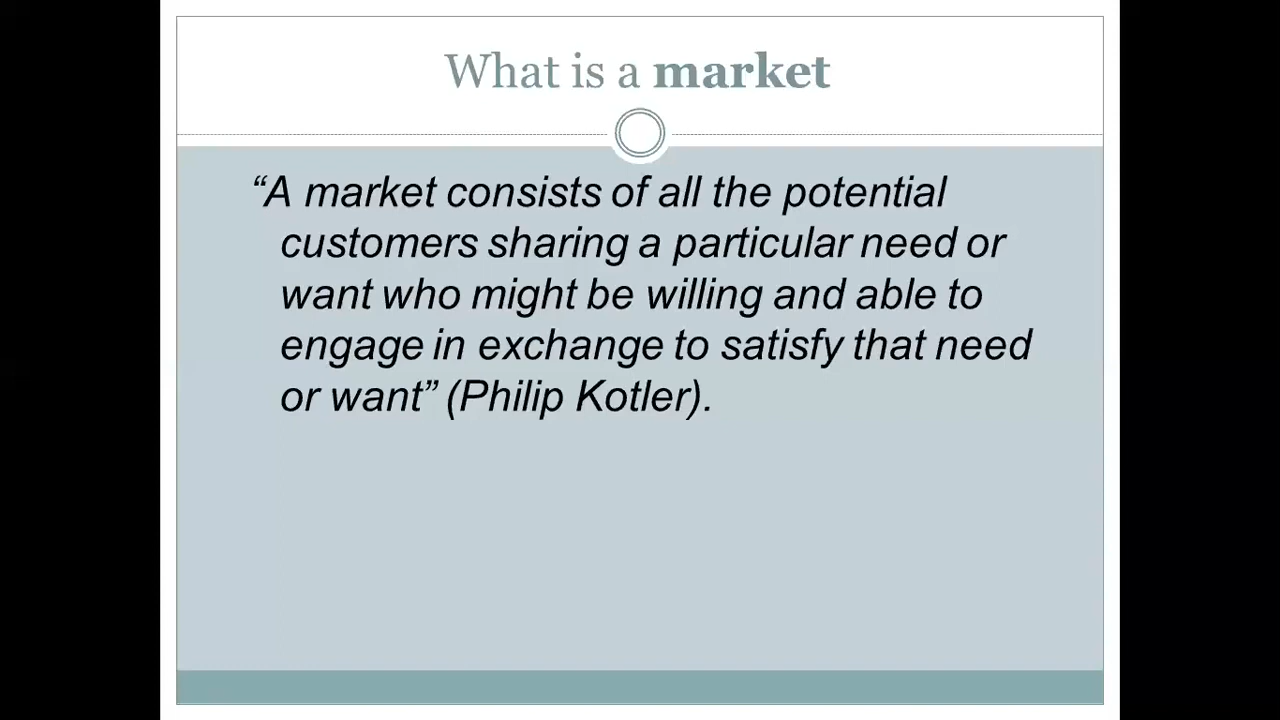 What is a market
“A market consists of all the potential
customers sharing a particular need or
want who might be willing and able to
engage in exchange to satisfy that need
or want” (Philip Kotler).